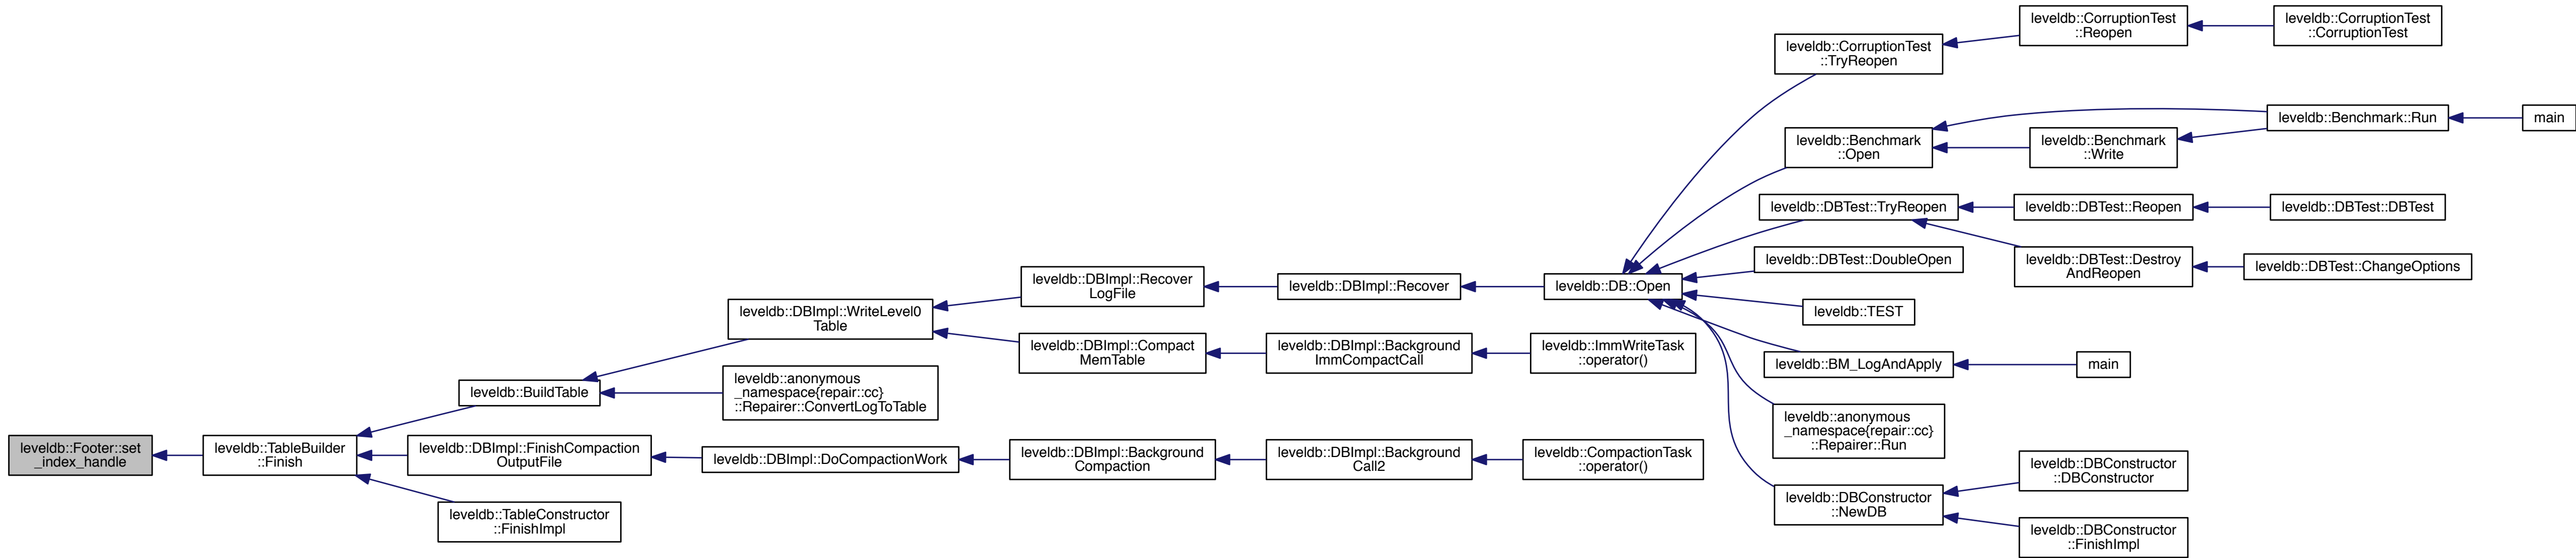 leveldb::Footer::set
_index_handle
leveldb::TableBuilder
::Finish
leveldb::BuildTable
leveldb::DBImpl::FinishCompaction
OutputFile
leveldb::TableConstructor
::FinishImpl
leveldb::DBImpl::WriteLevel0
Table
leveldb::anonymous
_namespace{repair::cc}
::Repairer::ConvertLogToTable
leveldb::DBImpl::DoCompactionWork
leveldb::DBImpl::Recover
LogFile
leveldb::DBImpl::Compact
MemTable
leveldb::DBImpl::Background
Compaction
leveldb::DBImpl::Recover
leveldb::DBImpl::Background
ImmCompactCall
leveldb::DBImpl::Background
Call2
leveldb::DB::Open
leveldb::ImmWriteTask
::operator()
leveldb::CompactionTask
::operator()
leveldb::CorruptionTest
::TryReopen
leveldb::Benchmark
::Open
leveldb::DBTest::TryReopen
leveldb::DBTest::DoubleOpen
leveldb::TEST
leveldb::BM_LogAndApply
leveldb::anonymous
_namespace{repair::cc}
::Repairer::Run
leveldb::DBConstructor
::NewDB
leveldb::CorruptionTest
::Reopen
leveldb::Benchmark
::Write
leveldb::DBTest::Reopen
leveldb::DBTest::Destroy
AndReopen
main
leveldb::DBConstructor
::DBConstructor
leveldb::DBConstructor
::FinishImpl
leveldb::CorruptionTest
::CorruptionTest
leveldb::Benchmark::Run
leveldb::DBTest::DBTest
leveldb::DBTest::ChangeOptions
main